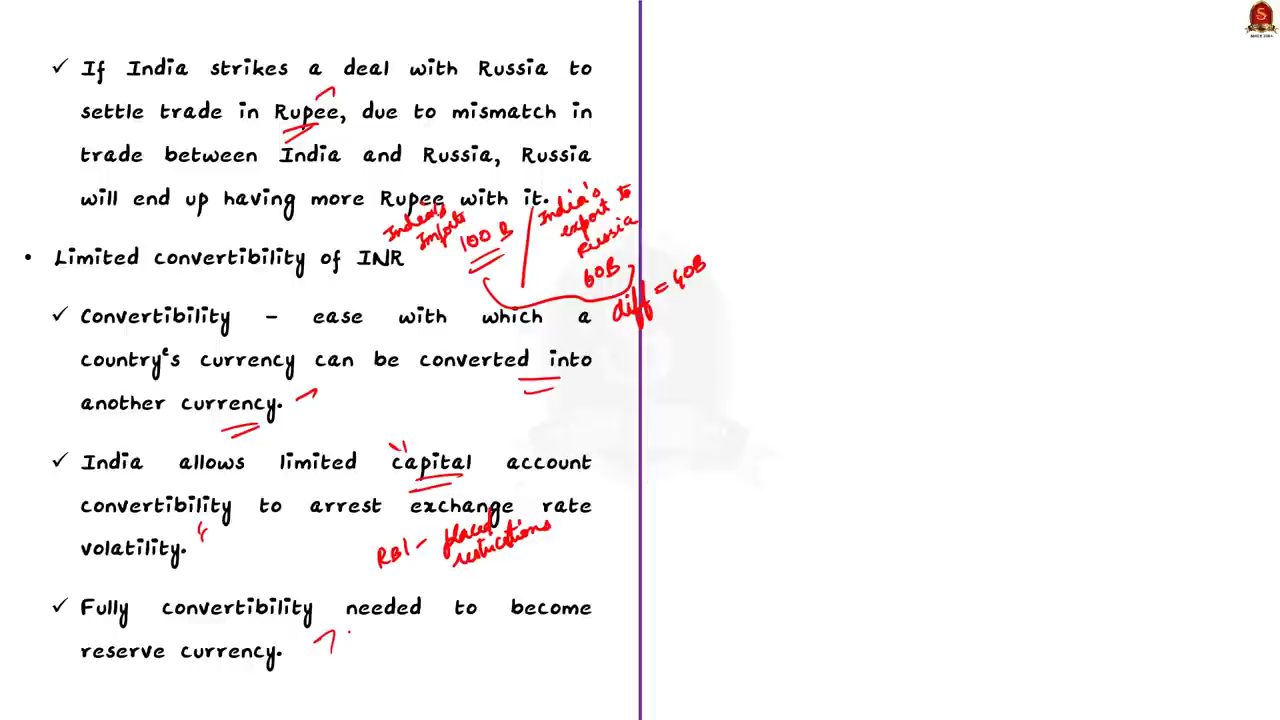 ✓ If India strikes a deal with Russia to
settle trade in Rupee, due to mismatch in
trade between India and Russia, Russia
will end up having more Rupee with it.
India's
Imports
100 B
India's
export to
Russia
60B
diff = 40B
• Limited convertibility of INR
✓ Convertibility – ease with which a
country's currency can be converted into
another currency.
✓ India allows limited capital account
convertibility to arrest exchange rate
volatility.
RBI – placed
restrications
✓ Fully convertibility needed to become
reserve currency.
S